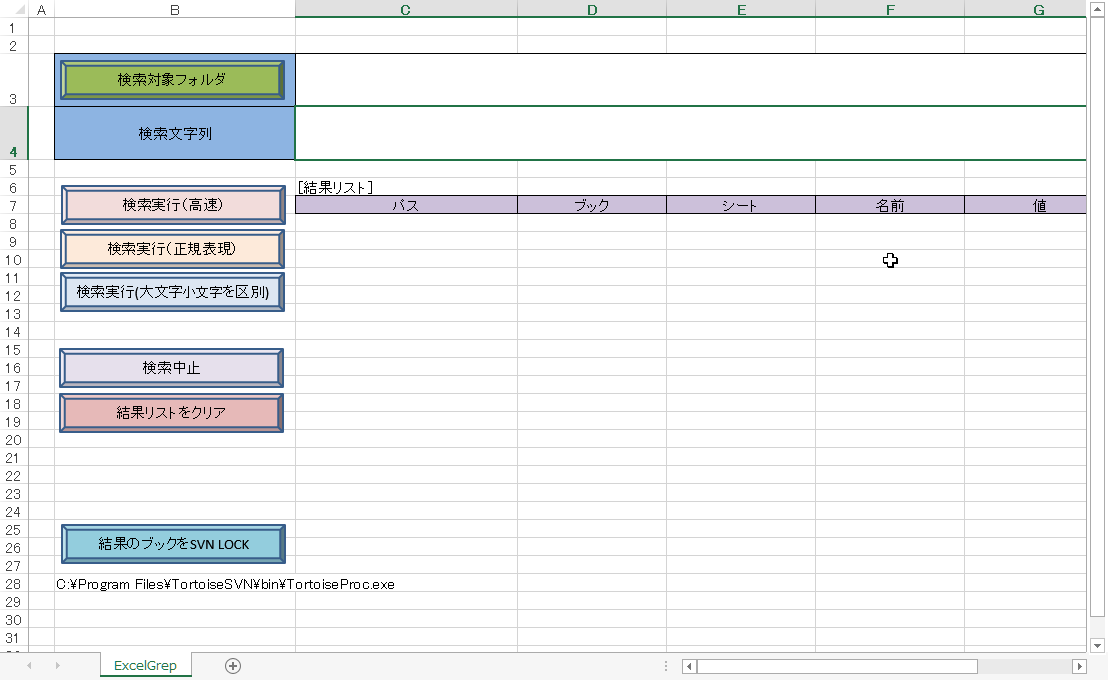 A B C D E F G
1
2
検索対象フォルダ
3
検索文字列
4
5
6 [結果リスト]
検索実行(高速)
7 パス ブック シート 名前 値
8
検索実行(正規表現)
9
10
11
検索実行(大文字小文字を区別)
12
13
14
15
検索中止
16
17
18
結果リストをクリア
19
20
21
22
23
24
25
結果のブックをSVN LOCK
26
27
28 C:¥Program Files¥TortoiseSVN¥bin¥TortoiseProc.exe
29
30
31
ExcelGrep